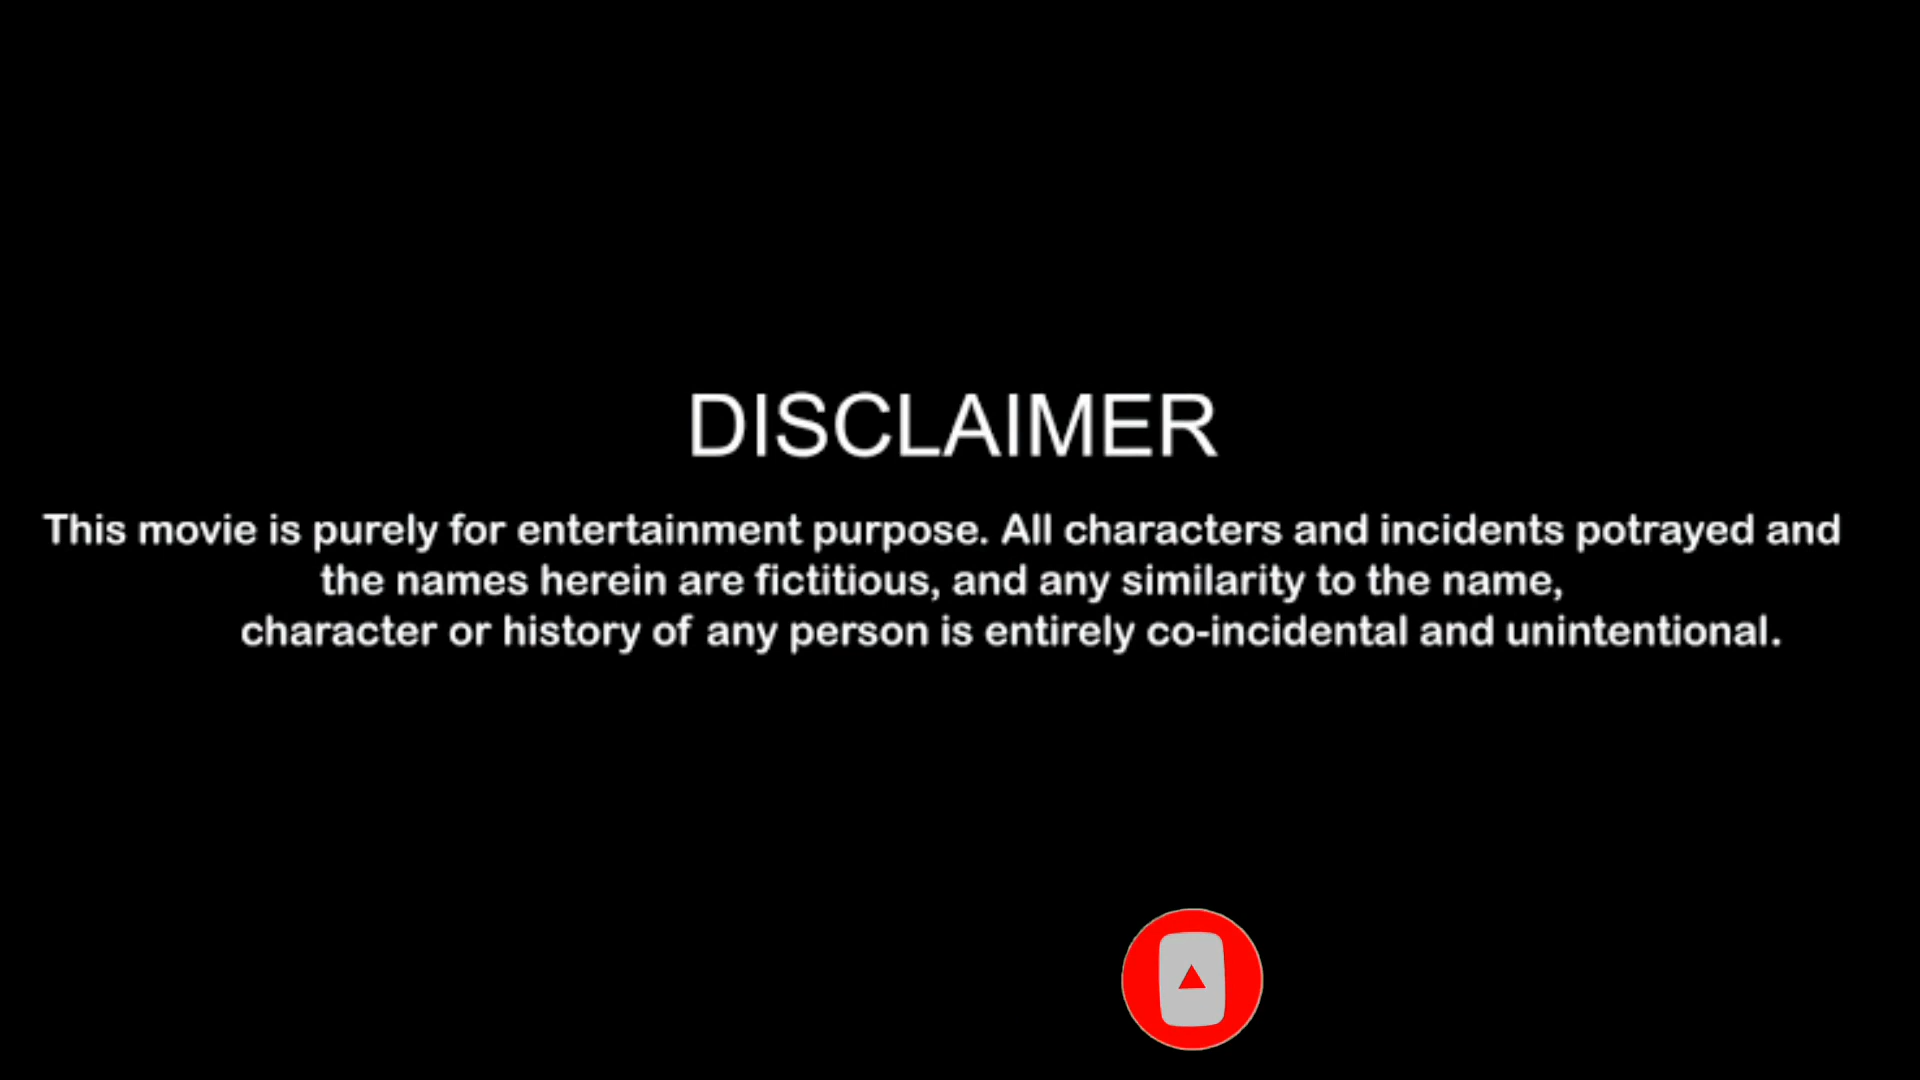 DISCLAIMER
This movie is purely for entertainment purpose. All characters and incidents potrayed and
the names herein are fictitious, and any similarity to the name,
character or history of any person is entirely co-incidental and unintentional.